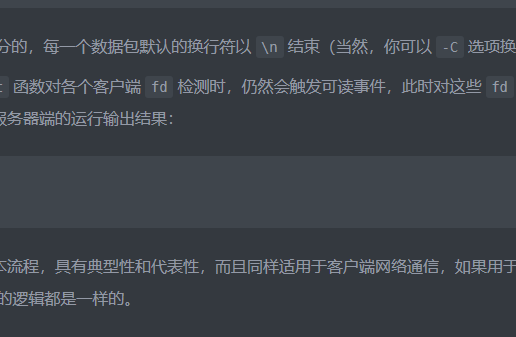 分的，每一个数据包默认的换行符以 \n 结束（当然，你可以 -C 选项换
函数对各个客户端 fd 检测时，仍然会触发可读事件，此时对这些 fd
服务器端的运行输出结果：
本流程，具有典型性和代表性，而且同样适用于客户端网络通信，如果用于
的逻辑都是一样的。